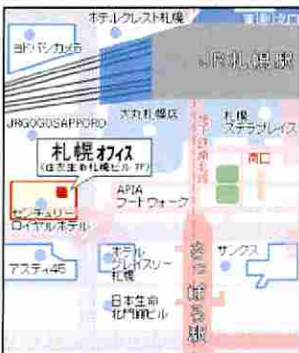 ホテルクレスト札幌
ヨドバシカメラ
JR札幌駅
JRGOGOSAPPORO
大丸札幌店
札幌
ステラプレイス
南口
札幌オフィス
(住友生命札幌ビル 7F)
センチュリー
ロイヤルホテル
APIA
フードウォーク
アスティ45
ホテル
グレイスリー
札幌
日本生命
北門館ビル
さっぽろ駅
サンクス